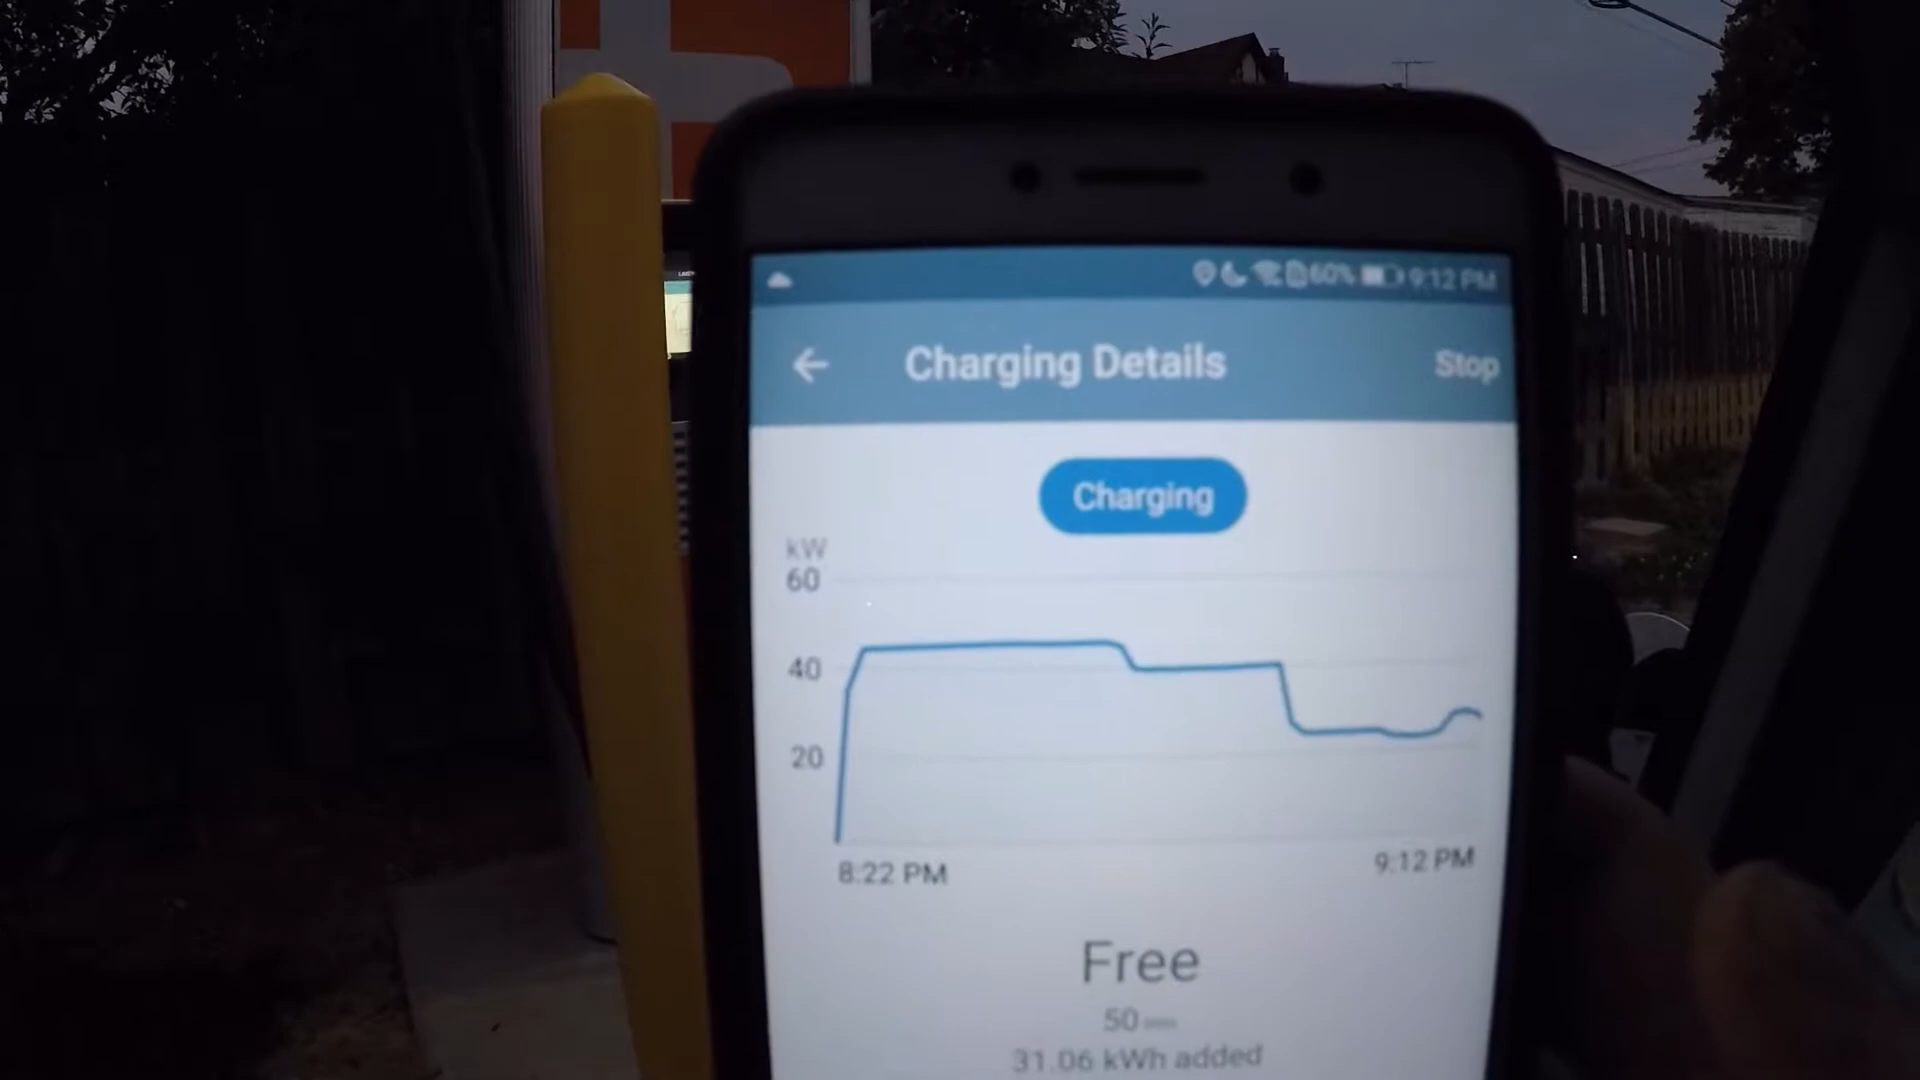 60% 9:12 PM
Charging Details Stop
Charging
kW
60
40
20
8:22 PM 9:12 PM
Free
50 min
31.06 kWh added